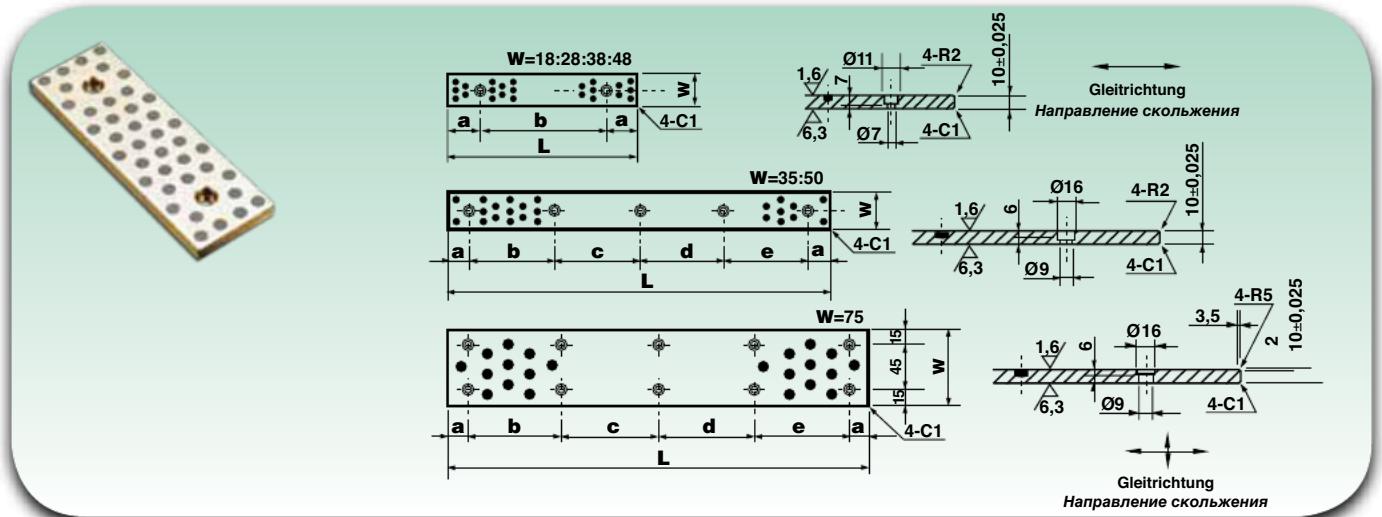 W=18:28:38:48
W
a
b
a
4-C1
L
1,6
7
Ø11
4-R2
10±0,025
6,3
Ø7
4-C1
Gleitrichtung
Направление скольжения
W=35:50
W
a
b
c
d
e
a
4-C1
L
1,6
6
Ø16
4-R2
10±0,025
6,3
Ø9
4-C1
W=75
15
45
15
W
a
b
c
d
e
a
4-C1
L
1,6
6
Ø16
3,5
4-R5
2
10±0,025
6,3
Ø9
4-C1
Gleitrichtung
Направление скольжения